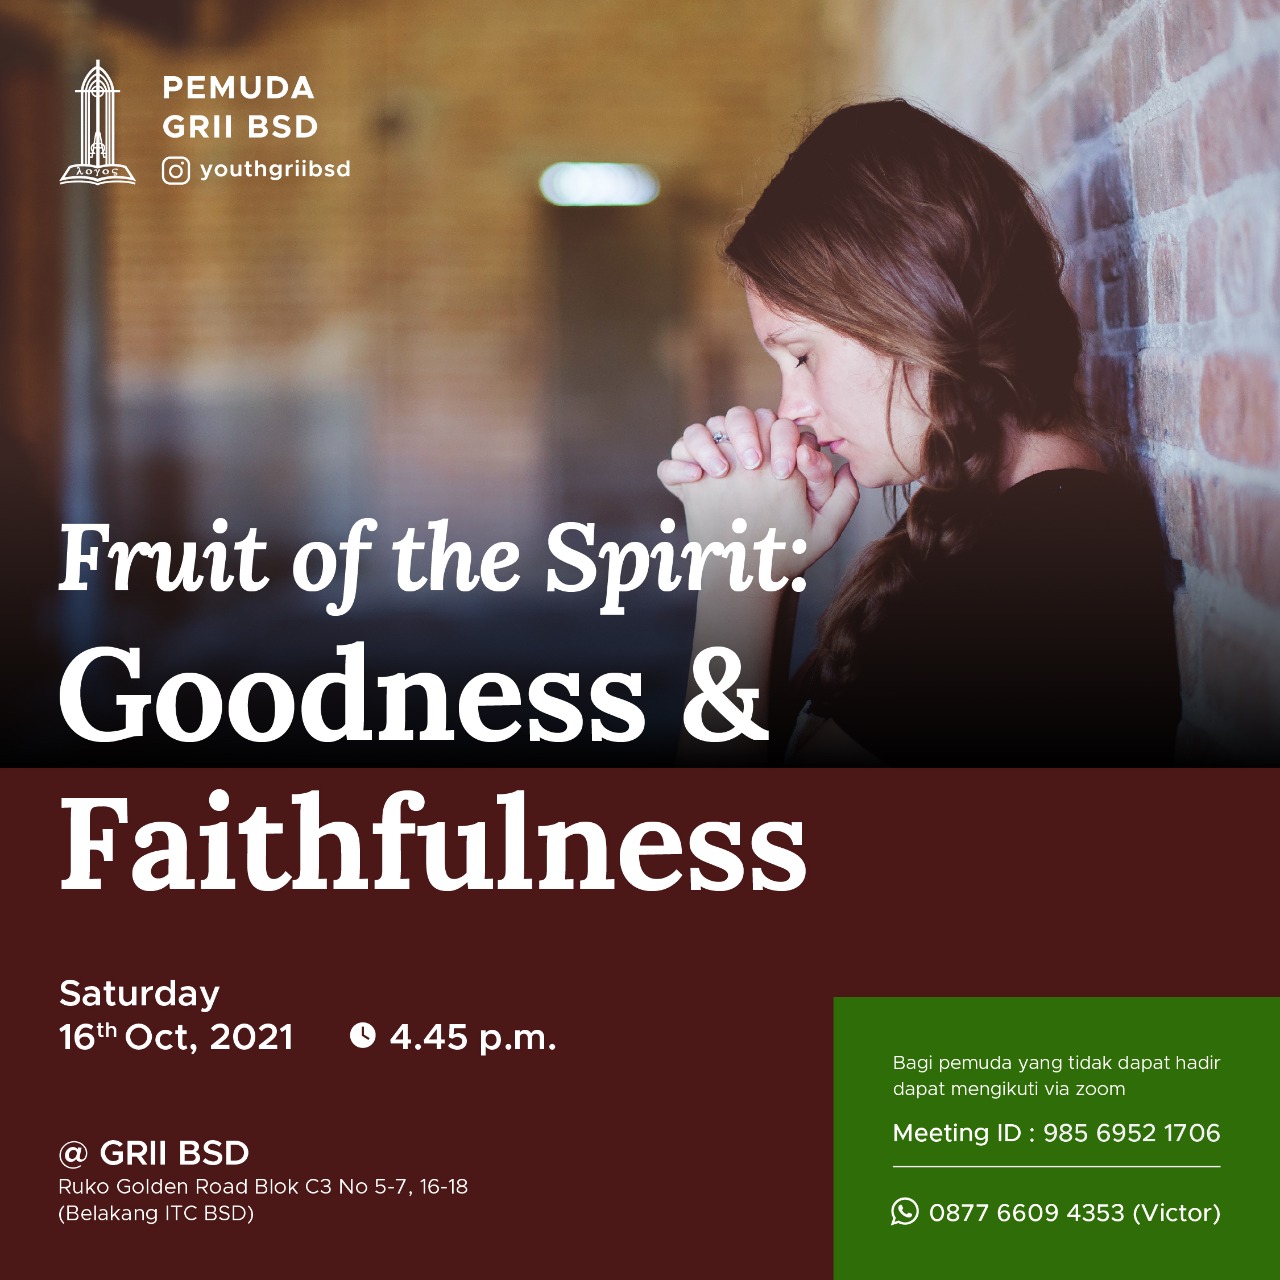 PEMUDA
GRII BSD
youthgriibsd
λογος
Fruit of the Spirit:
Goodness &
Faithfulness
Saturday
16th Oct, 2021
4.45 p.m.
@ GRII BSD
Ruko Golden Road Blok C3 No 5-7, 16-18
(Belakang ITC BSD)
Bagi pemuda yang tidak dapat hadir
dapat mengikuti via zoom
Meeting ID : 985 6952 1706
0877 6609 4353 (Victor)